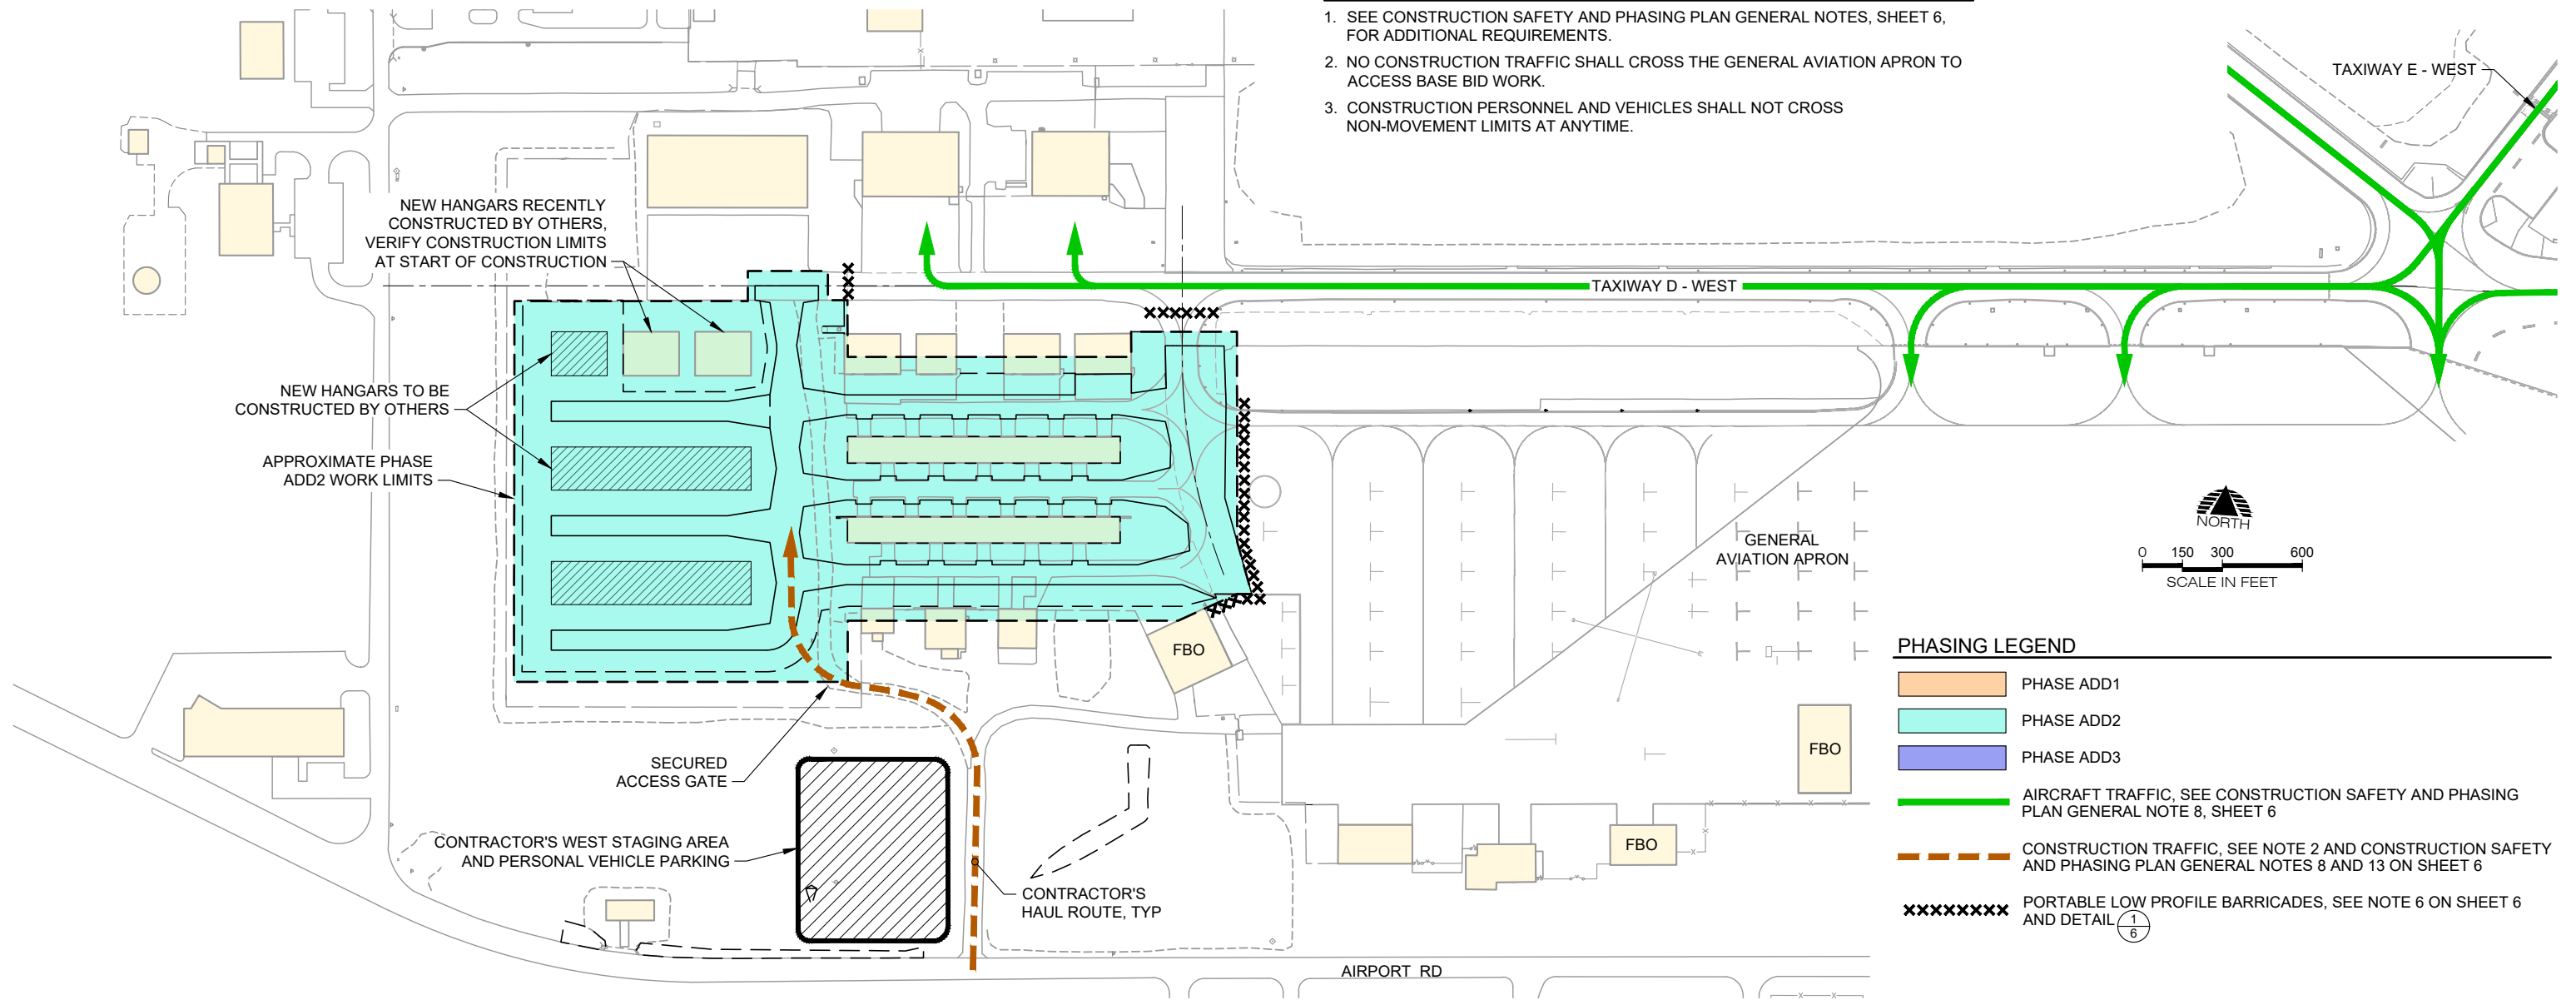 1. SEE CONSTRUCTION SAFETY AND PHASING PLAN GENERAL NOTES, SHEET 6,
FOR ADDITIONAL REQUIREMENTS.
2. NO CONSTRUCTION TRAFFIC SHALL CROSS THE GENERAL AVIATION APRON TO
ACCESS BASE BID WORK.
3. CONSTRUCTION PERSONNEL AND VEHICLES SHALL NOT CROSS
NON-MOVEMENT LIMITS AT ANYTIME.
TAXIWAY E - WEST
NEW HANGARS RECENTLY
CONSTRUCTED BY OTHERS,
VERIFY CONSTRUCTION LIMITS
AT START OF CONSTRUCTION
TAXIWAY D - WEST
NEW HANGARS TO BE
CONSTRUCTED BY OTHERS
APPROXIMATE PHASE
ADD2 WORK LIMITS
GENERAL
AVIATION APRON
NORTH
0 150 300 600
SCALE IN FEET
FBO
FBO
FBO
SECURED
ACCESS GATE
CONTRACTOR'S WEST STAGING AREA
AND PERSONAL VEHICLE PARKING
CONTRACTOR'S
HAUL ROUTE, TYP
AIRPORT RD
PHASING LEGEND
PHASE ADD1
PHASE ADD2
PHASE ADD3
AIRCRAFT TRAFFIC, SEE CONSTRUCTION SAFETY AND PHASING
PLAN GENERAL NOTE 8, SHEET 6
CONSTRUCTION TRAFFIC, SEE NOTE 2 AND CONSTRUCTION SAFETY
AND PHASING PLAN GENERAL NOTES 8 AND 13 ON SHEET 6
PORTABLE LOW PROFILE BARRICADES, SEE NOTE 6 ON SHEET 6
AND DETAIL 1
6